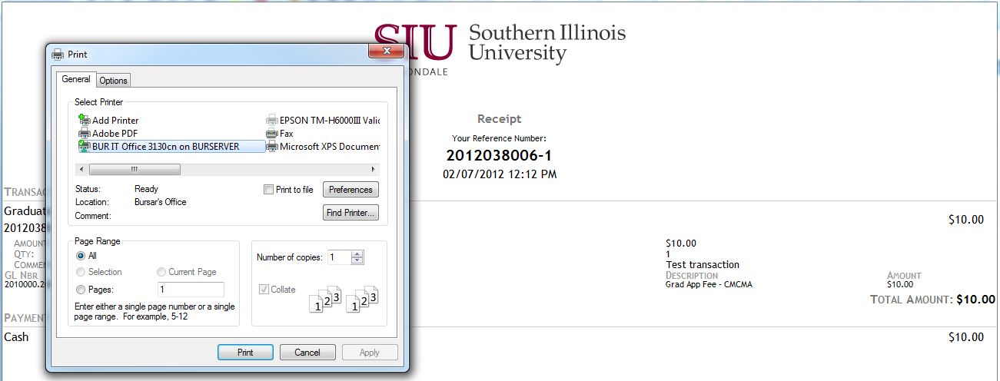 SIU Southern Illinois
University
ONDALE
Print
General
Options
Select Printer
Add Printer
Adobe PDF
BUR IT Office 3130cn on BURSERVER
EPSON TM-H6000III Valid
Fax
Microsoft XPS Document
Status: Ready
Location: Bursar's Office
Comment:
Print to file
Preferences
Find Printer...
Page Range
All
Selection
Current Page
Pages: 1
Enter either a single page number or a single
page range. For example, 5-12
Number of copies: 1
Collate
1 2 3 1 2 3
Print
Cancel
Apply
Receipt
Your Reference Number:
2012038006-1
02/07/2012 12:12 PM
TRANSAC
Graduat
$10.00
2012038
AMOUNT
$10.00
QTY:
1
COMMEN
Test transaction
GL NBR
DESCRIPTION
AMOUNT
2010000.2
Grad App Fee - CMCMA
$10.00
TOTAL AMOUNT: $10.00
PAYMENT
Cash
$10.00